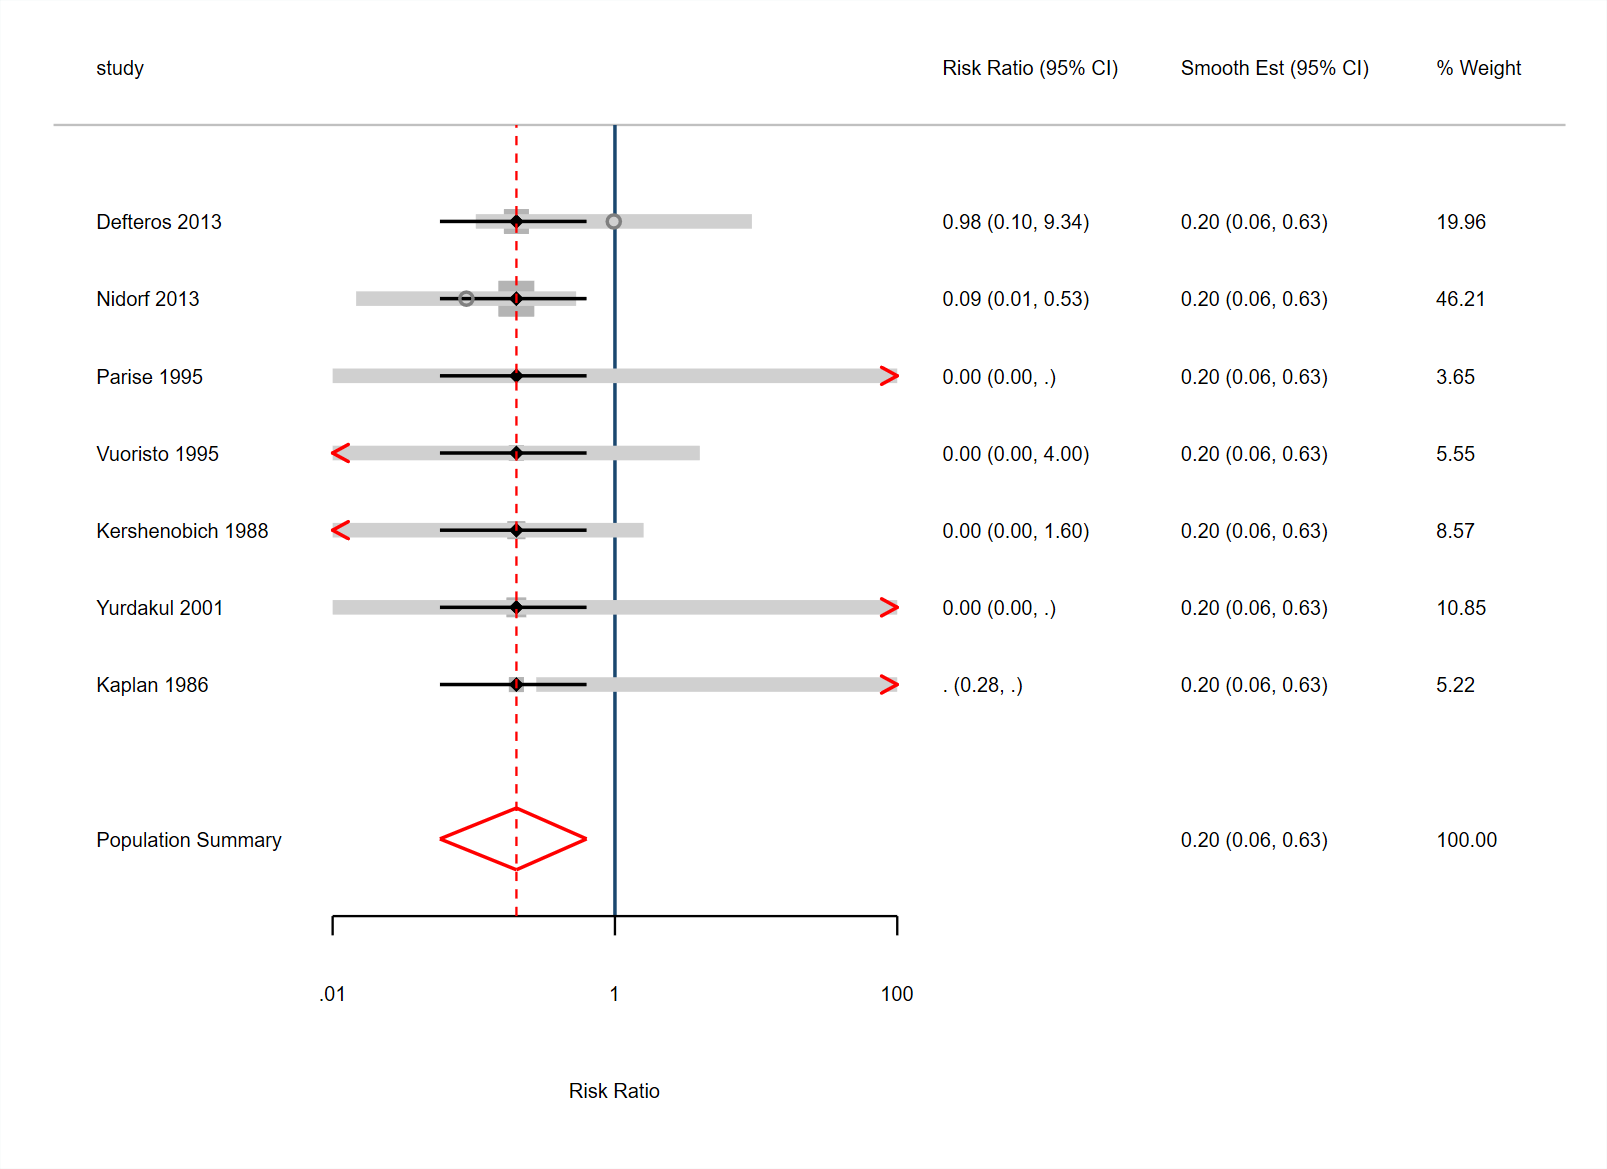 study Risk Ratio (95% CI) Smooth Est (95% CI) % Weight
Defteros 2013 0.98 (0.10, 9.34) 0.20 (0.06, 0.63) 19.96
Nidorf 2013 0.09 (0.01, 0.53) 0.20 (0.06, 0.63) 46.21
Parise 1995 0.00 (0.00, .) 0.20 (0.06, 0.63) 3.65
Vuoristo 1995 0.00 (0.00, 4.00) 0.20 (0.06, 0.63) 5.55
Kershenobich 1988 0.00 (0.00, 1.60) 0.20 (0.06, 0.63) 8.57
Yurdakul 2001 0.00 (0.00, .) 0.20 (0.06, 0.63) 10.85
Kaplan 1986 . (0.28, .) 0.20 (0.06, 0.63) 5.22
Population Summary 0.20 (0.06, 0.63) 100.00
.01 1 100
Risk Ratio